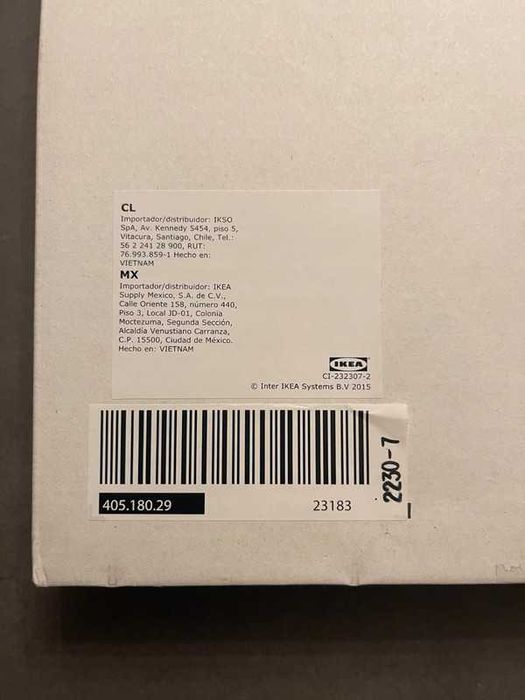 CL
Importador/distribuidor: IKSO
SpA, Av. Kennedy 5454, piso 5,
Vitacura, Santiago, Chile, Tel.:
56 2 241 28 900, RUT:
76.993.859-1 Hecho en:
VIETNAM
MX
Importador/distribuidor: IKEA
Supply Mexico, S.A. de C.V.,
Calle Oriente 158, número 440,
Piso 3, Local JD-01, Colonia
Moctezuma, Segunda Sección,
Alcaldía Venustiano Carranza,
C.P. 15500, Ciudad de México.
Hecho en: VIETNAM
IKEA
CI-232307-2
© Inter IKEA Systems B.V 2015
405.180.29
23183
2230-7